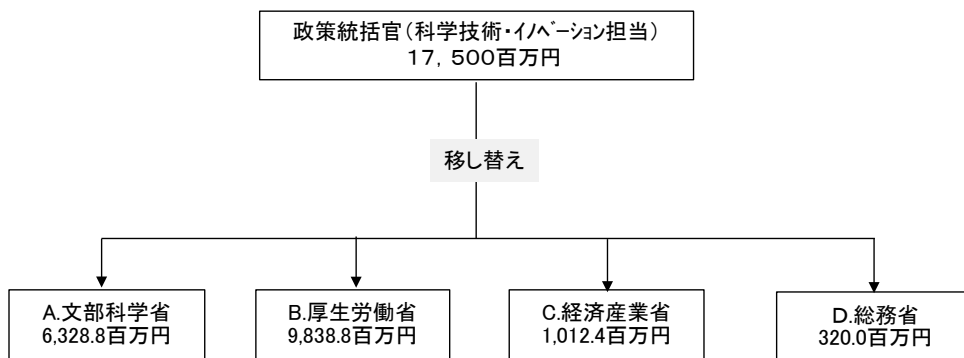 政策統括官（科学技術・イノベーション担当）
１７，５００百万円
移し替え
A.文部科学省
6,328.8百万円
B.厚生労働省
9,838.8百万円
C.経済産業省
1,012.4百万円
D.総務省
320.0百万円